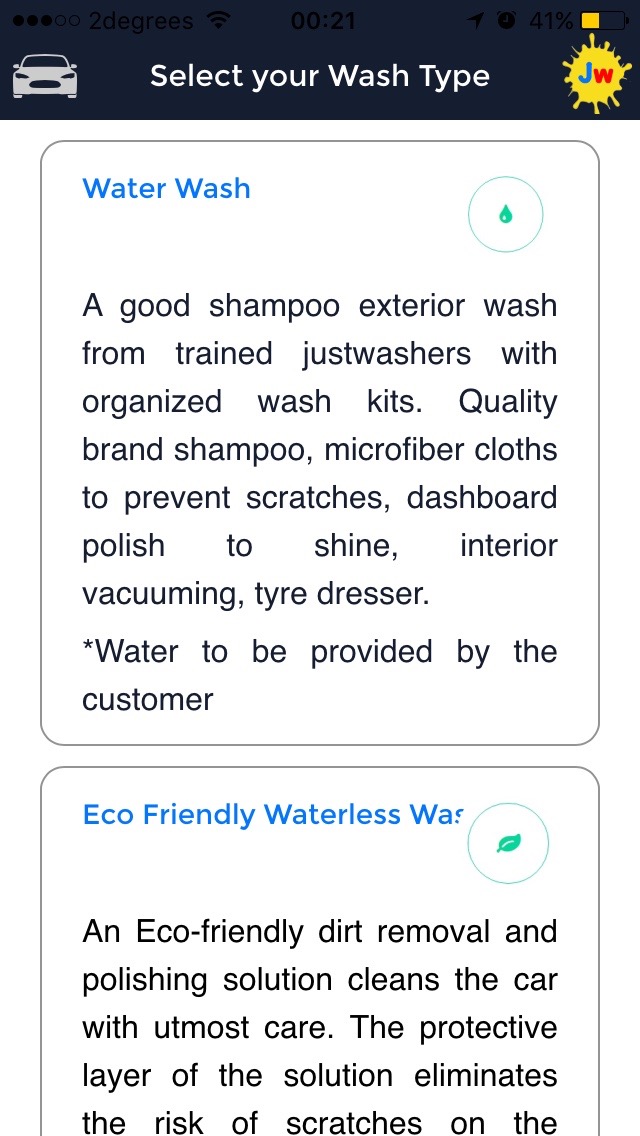 2degrees 00:21 41%
Select your Wash Type
JW
Water Wash
A good shampoo exterior wash
from trained justwashers with
organized wash kits. Quality
brand shampoo, microfiber cloths
to prevent scratches, dashboard
polish to shine, interior
vacuuming, tyre dresser.
*Water to be provided by the
customer
Eco Friendly Waterless Was
An Eco-friendly dirt removal and
polishing solution cleans the car
with utmost care. The protective
layer of the solution eliminates
the risk of scratches on the